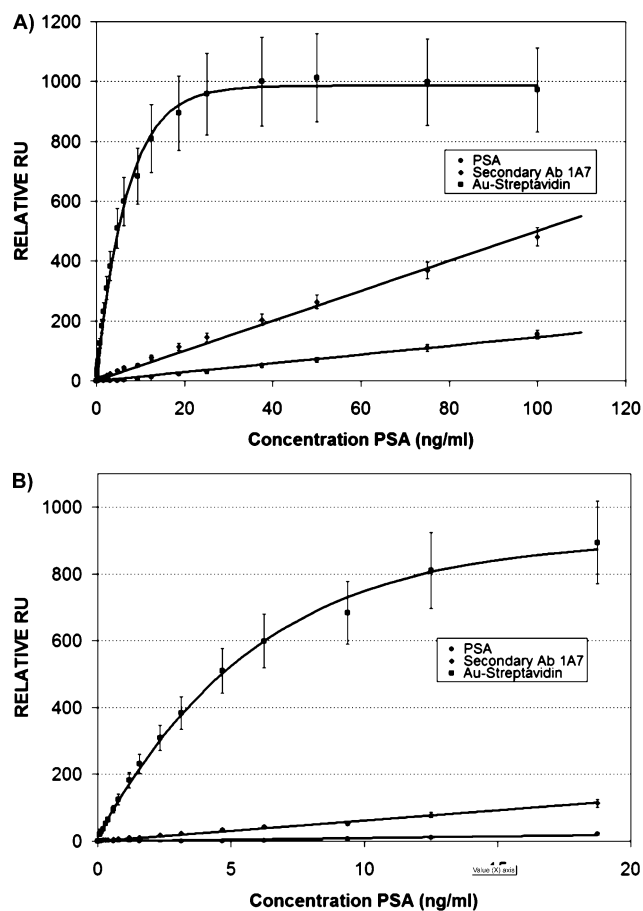 A)
RELATIVE RU
1200
1000
800
600
400
200
0
PSA
Secondary Ab 1A7
Au-Streptavidin
0 20 40 60 80 100 120
Concentration PSA (ng/ml)
B)
RELATIVE RU
1000
800
600
400
200
0
PSA
Secondary Ab 1A7
Au-Streptavidin
0 5 10 15 20
Value (X) axis
Concentration PSA (ng/ml)